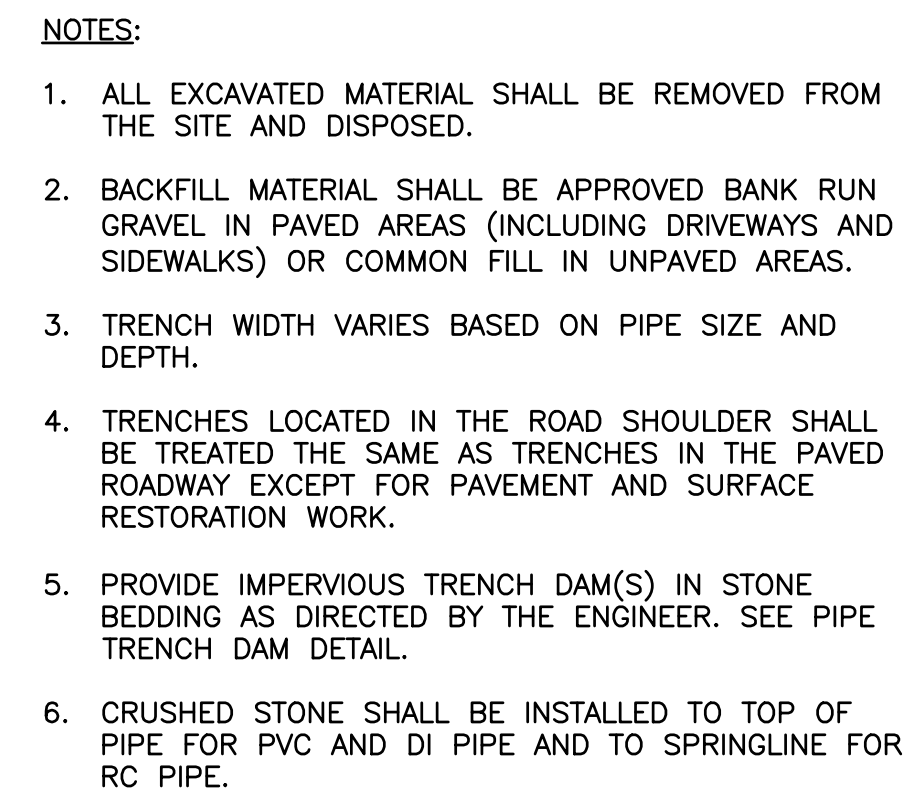 NOTES:
1. ALL EXCAVATED MATERIAL SHALL BE REMOVED FROM
THE SITE AND DISPOSED.
2. BACKFILL MATERIAL SHALL BE APPROVED BANK RUN
GRAVEL IN PAVED AREAS (INCLUDING DRIVEWAYS AND
SIDEWALKS) OR COMMON FILL IN UNPAVED AREAS.
3. TRENCH WIDTH VARIES BASED ON PIPE SIZE AND
DEPTH.
4. TRENCHES LOCATED IN THE ROAD SHOULDER SHALL
BE TREATED THE SAME AS TRENCHES IN THE PAVED
ROADWAY EXCEPT FOR PAVEMENT AND SURFACE
RESTORATION WORK.
5. PROVIDE IMPERVIOUS TRENCH DAM(S) IN STONE
BEDDING AS DIRECTED BY THE ENGINEER. SEE PIPE
TRENCH DAM DETAIL.
6. CRUSHED STONE SHALL BE INSTALLED TO TOP OF
PIPE FOR PVC AND DI PIPE AND TO SPRINGLINE FOR
RC PIPE.